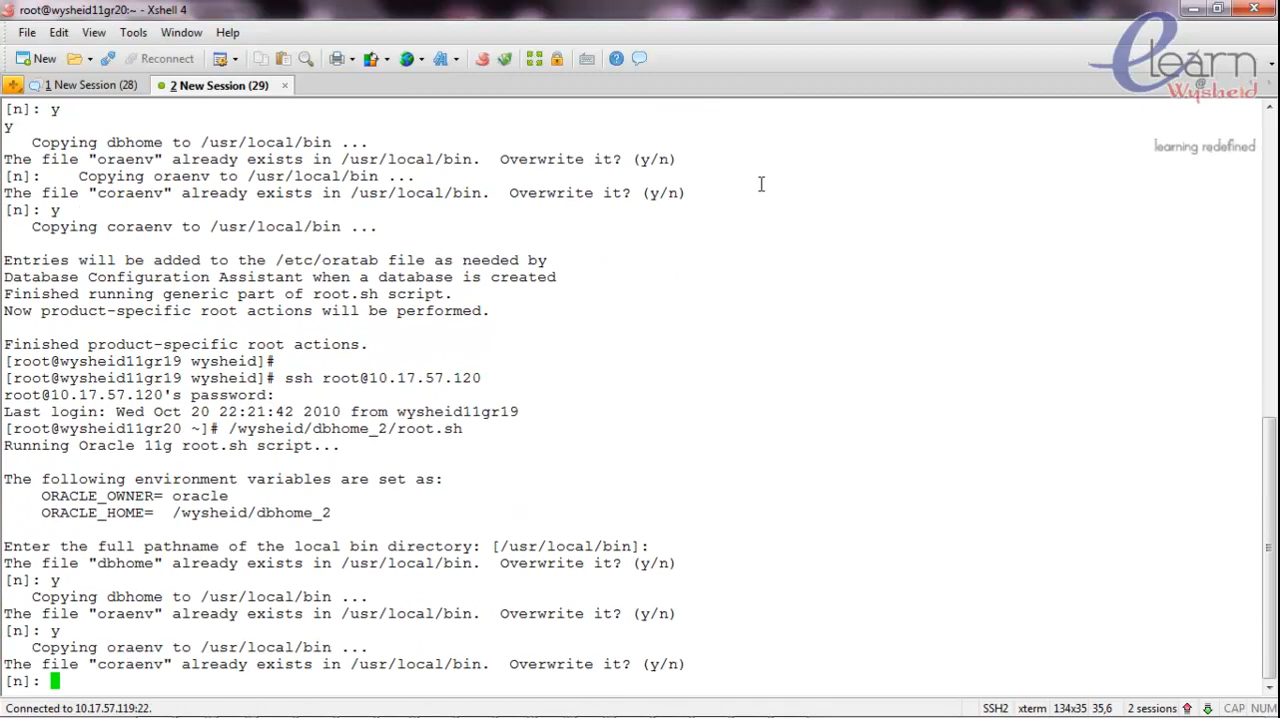 root@wysheid11gr20:~ - Xshell 4
File Edit View Tools Window Help
New Reconnect
1 New Session (28) 2 New Session (29) ×
elearn
@
Wysheid
learning redefined
[n]: y
y
   Copying dbhome to /usr/local/bin ...
The file "oraenv" already exists in /usr/local/bin.  Overwrite it? (y/n)
[n]:    Copying oraenv to /usr/local/bin ...
The file "coraenv" already exists in /usr/local/bin.  Overwrite it? (y/n)
[n]: y
   Copying coraenv to /usr/local/bin ...
Entries will be added to the /etc/oratab file as needed by
Database Configuration Assistant when a database is created
Finished running generic part of root.sh script.
Now product-specific root actions will be performed.
Finished product-specific root actions.
[root@wysheid11gr19 wysheid]#
[root@wysheid11gr19 wysheid]# ssh root@10.17.57.120
root@10.17.57.120's password:
Last login: Wed Oct 20 22:21:42 2010 from wysheid11gr19
[root@wysheid11gr20 ~]# /wysheid/dbhome_2/root.sh
Running Oracle 11g root.sh script...
The following environment variables are set as:
    ORACLE_OWNER= oracle
    ORACLE_HOME=  /wysheid/dbhome_2
Enter the full pathname of the local bin directory: [/usr/local/bin]:
The file "dbhome" already exists in /usr/local/bin.  Overwrite it? (y/n)
[n]: y
   Copying dbhome to /usr/local/bin ...
The file "oraenv" already exists in /usr/local/bin.  Overwrite it? (y/n)
[n]: y
   Copying oraenv to /usr/local/bin ...
The file "coraenv" already exists in /usr/local/bin.  Overwrite it? (y/n)
[n]:
Connected to 10.17.57.119:22. SSH2 xterm 134x35 35,6 2 sessions CAP NUM